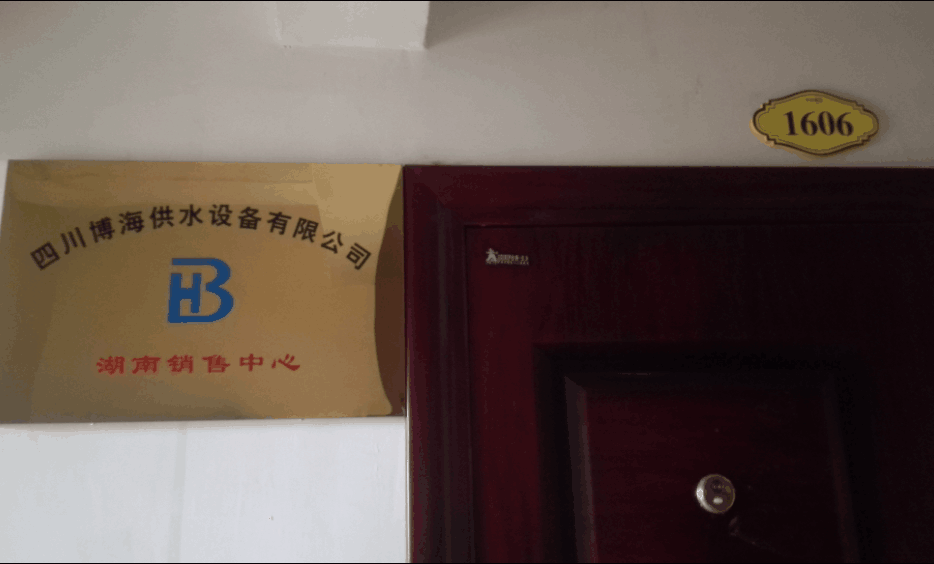 1606
四川博海供水设备有限公司
HB
湖南销售中心